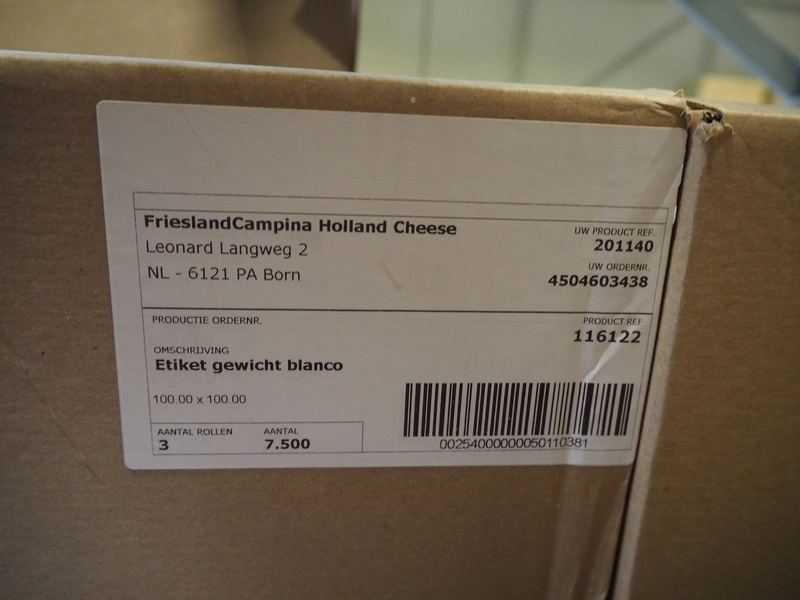 FrieslandCampina Holland Cheese
Leonard Langweg 2
NL - 6121 PA Born
UW PRODUCT REF.
201140
UW ORDERNR.
4504603438
PRODUCTIE ORDERNR.
PRODUCT REF
116122
OMSCHRIJVING
Etiket gewicht blanco
100.00 x 100.00
AANTAL ROLLEN AANTAL
3 7.500
00254000000050110381